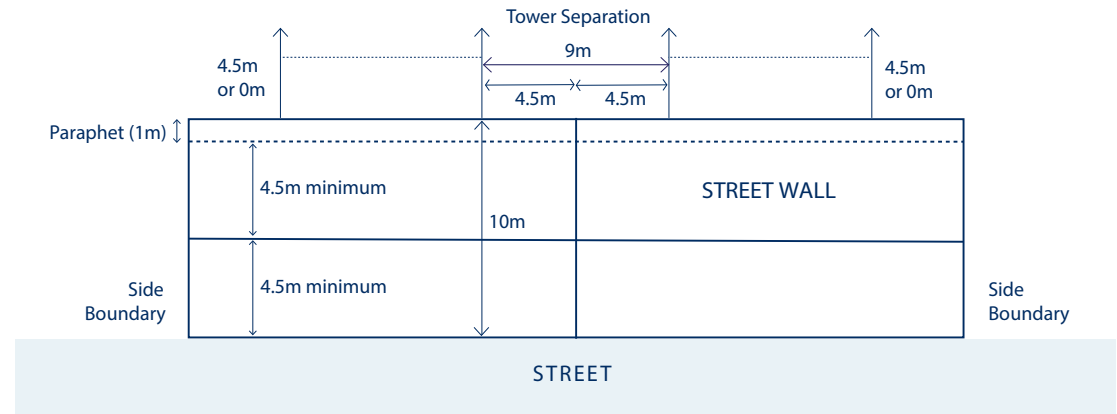 Tower Separation
9m
4.5m
or 0m
4.5m
or 0m
4.5m
4.5m
Paraphet (1m)
4.5m minimum
STREET WALL
10m
4.5m minimum
Side
Boundary
Side
Boundary
STREET